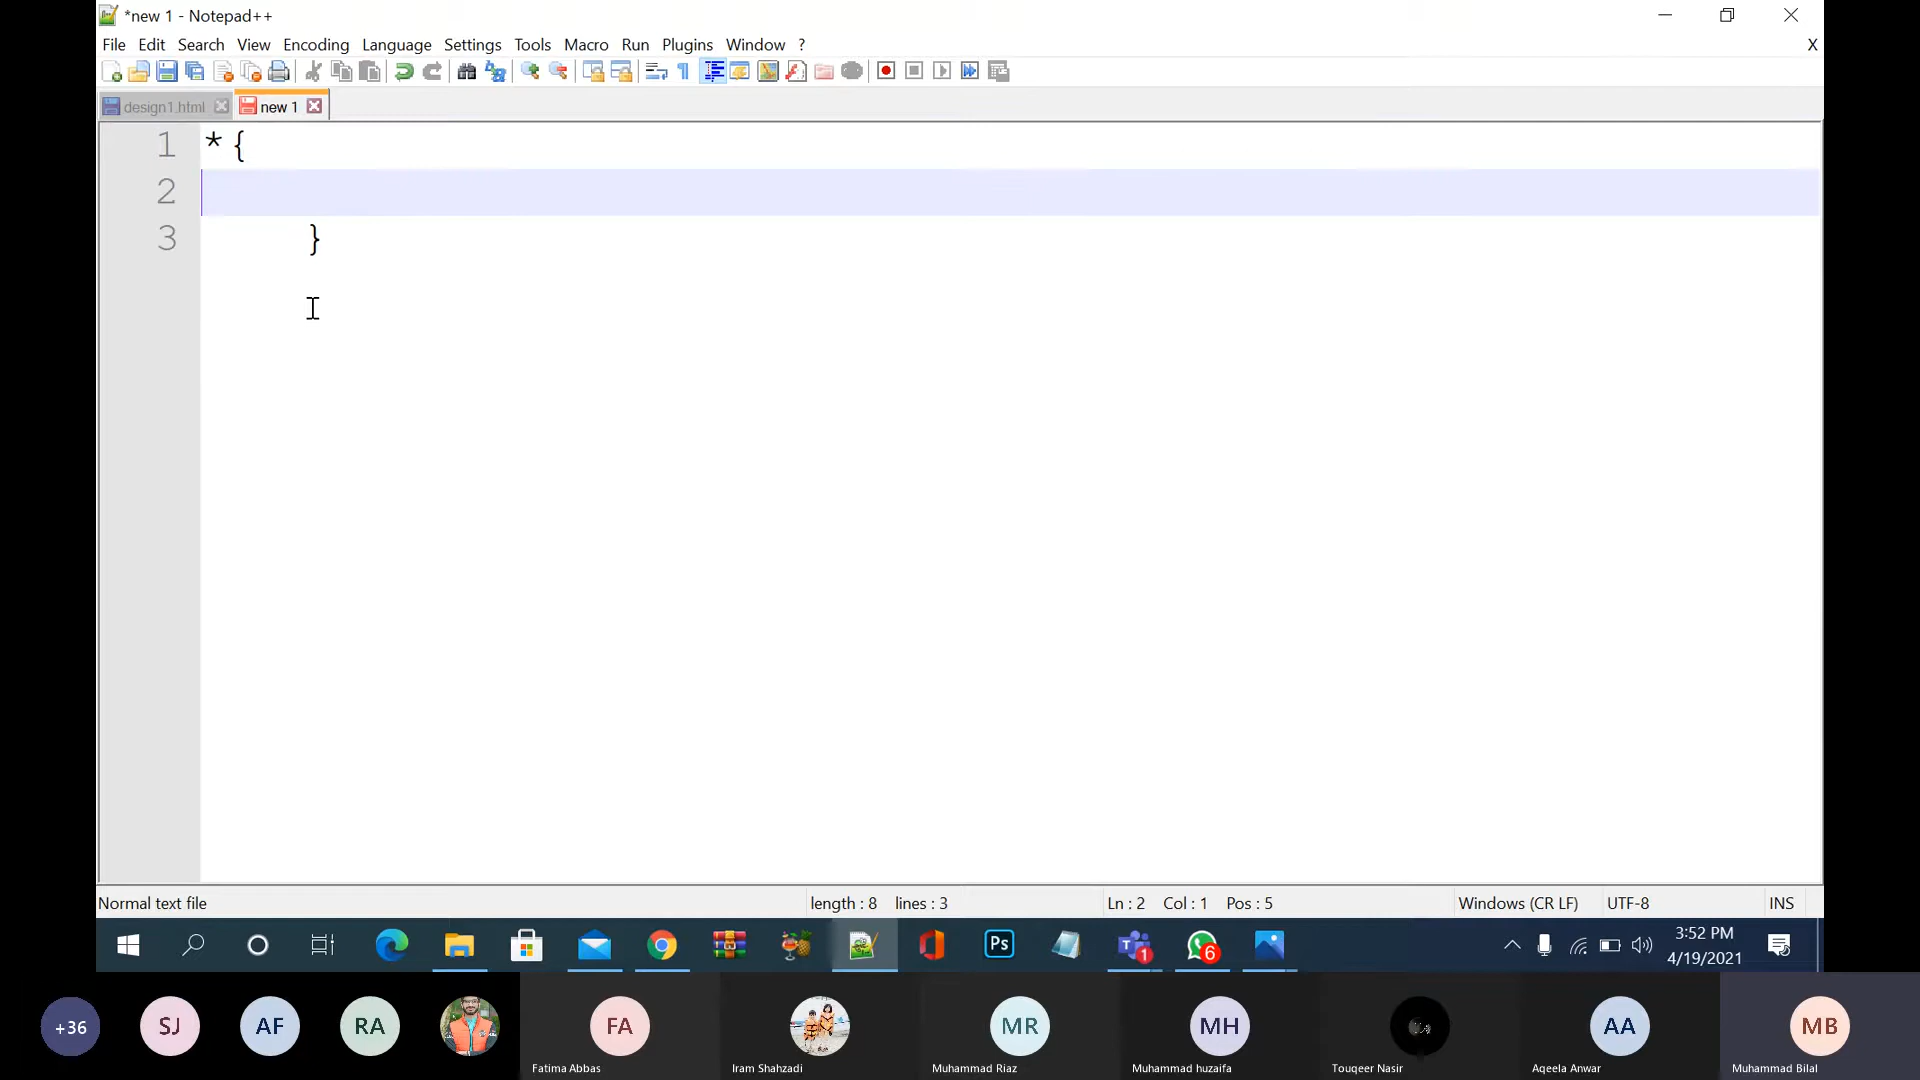 *new 1 - Notepad++
File Edit Search View Encoding Language Settings Tools Macro Run Plugins Window ? X
design1.html new 1
1 * {
2
3 }
Normal text file length : 8 lines : 3 Ln : 2 Col : 1 Pos : 5 Windows (CR LF) UTF-8 INS
Ps 1 6 3:52 PM
4/19/2021
+36 SJ AF RA FA MR MH AA MB
Fatima Abbas Iram Shahzadi Muhammad Riaz Muhammad huzaifa Touqeer Nasir Aqeela Anwar Muhammad Bilal